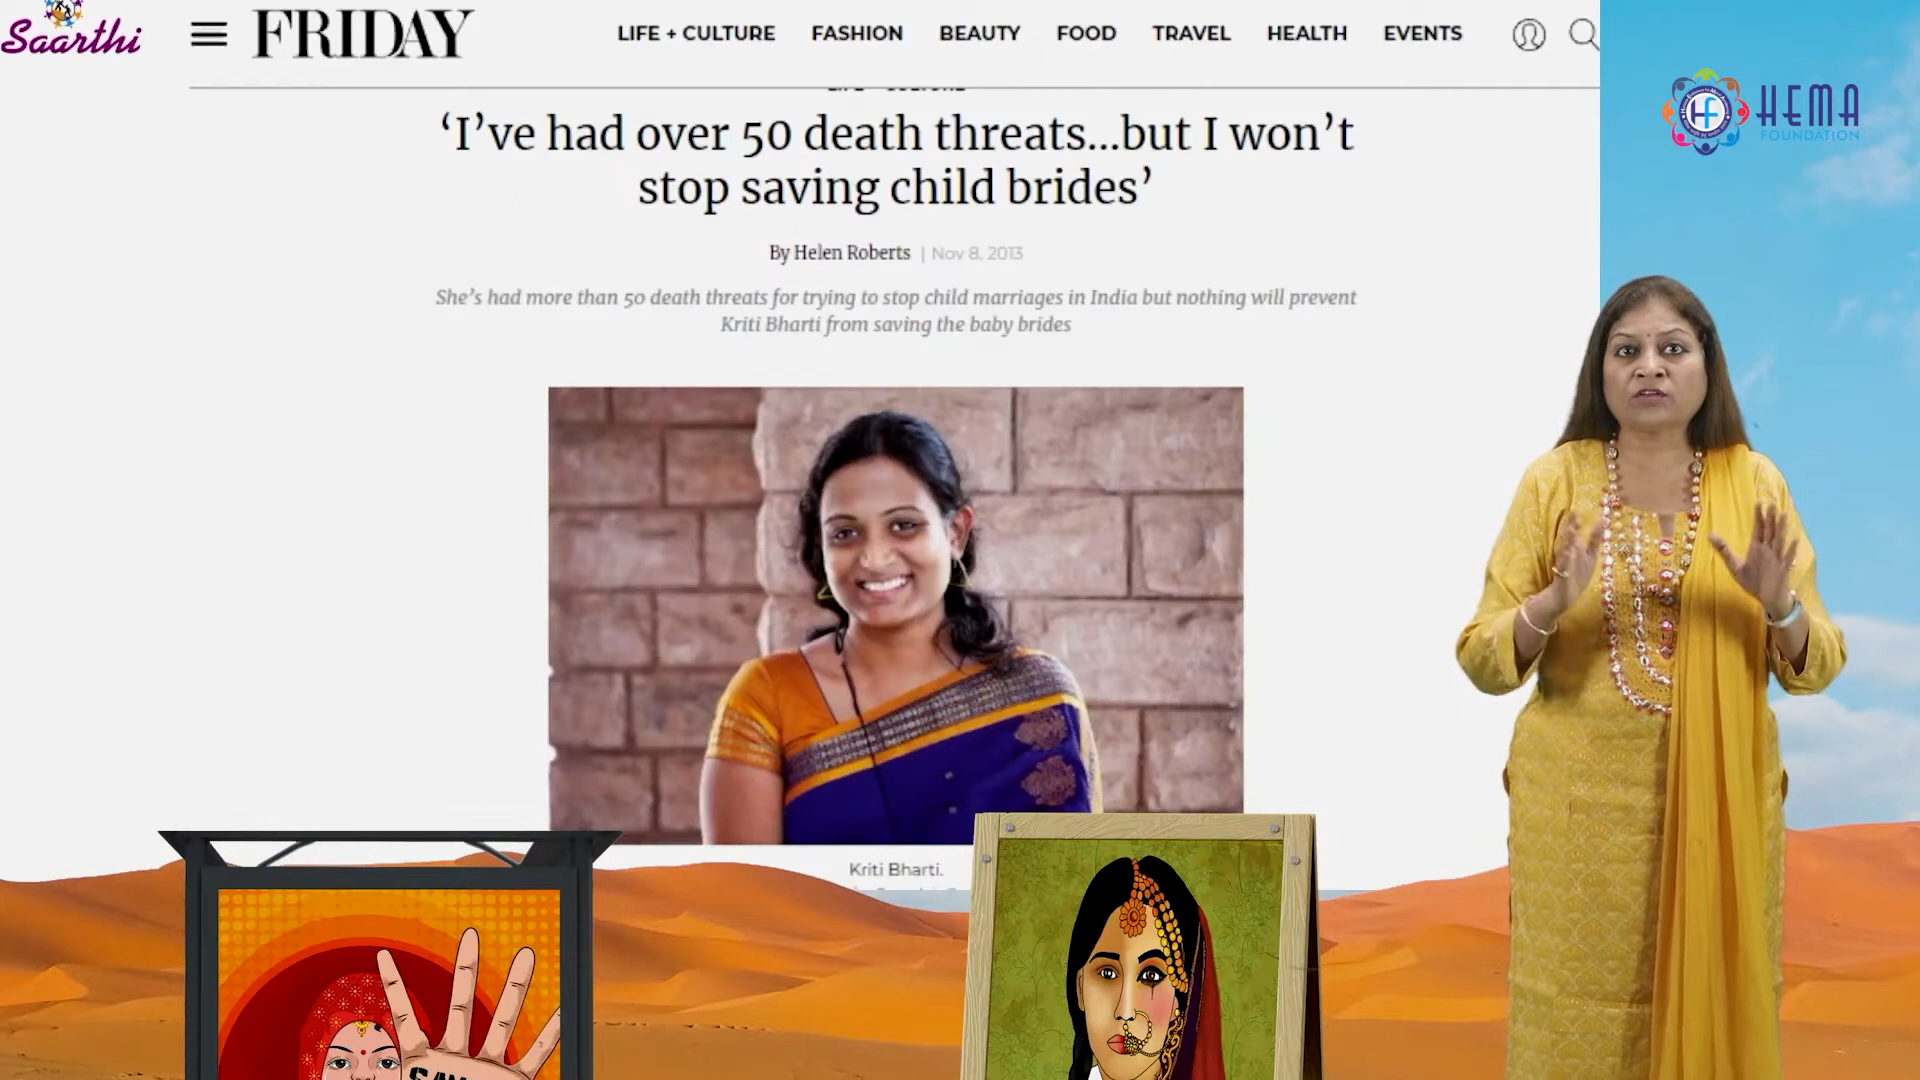 Saarthi
FRIDAY
LIFE + CULTURE FASHION BEAUTY FOOD TRAVEL HEALTH EVENTS
HEMA
FOUNDATION
HF
‘I’ve had over 50 death threats...but I won’t
stop saving child brides’
By Helen Roberts | Nov 8, 2013
She’s had more than 50 death threats for trying to stop child marriages in India but nothing will prevent
Kriti Bharti from saving the baby brides
Kriti Bharti.